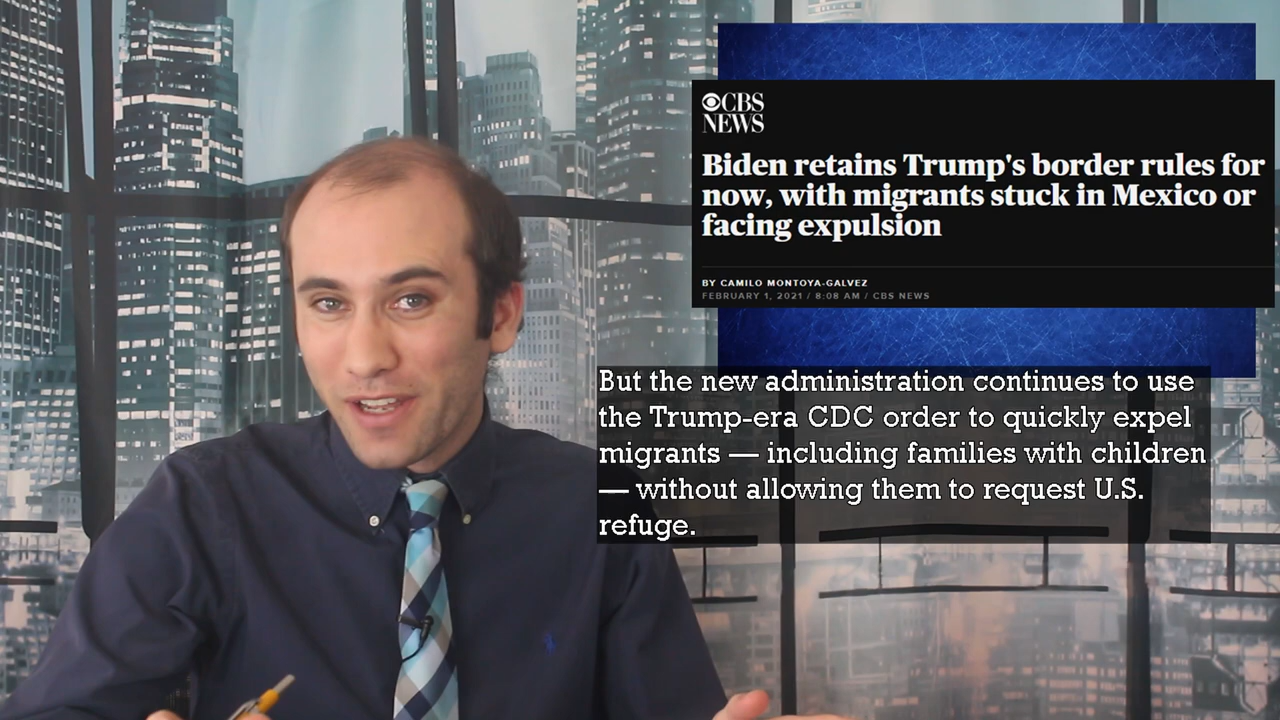 CBS
NEWS
Biden retains Trump's border rules for
now, with migrants stuck in Mexico or
facing expulsion
BY CAMILO MONTOYA-GALVEZ
FEBRUARY 1, 2021 / 8:08 AM / CBS NEWS
But the new administration continues to use
the Trump-era CDC order to quickly expel
migrants — including families with children
— without allowing them to request U.S.
refuge.